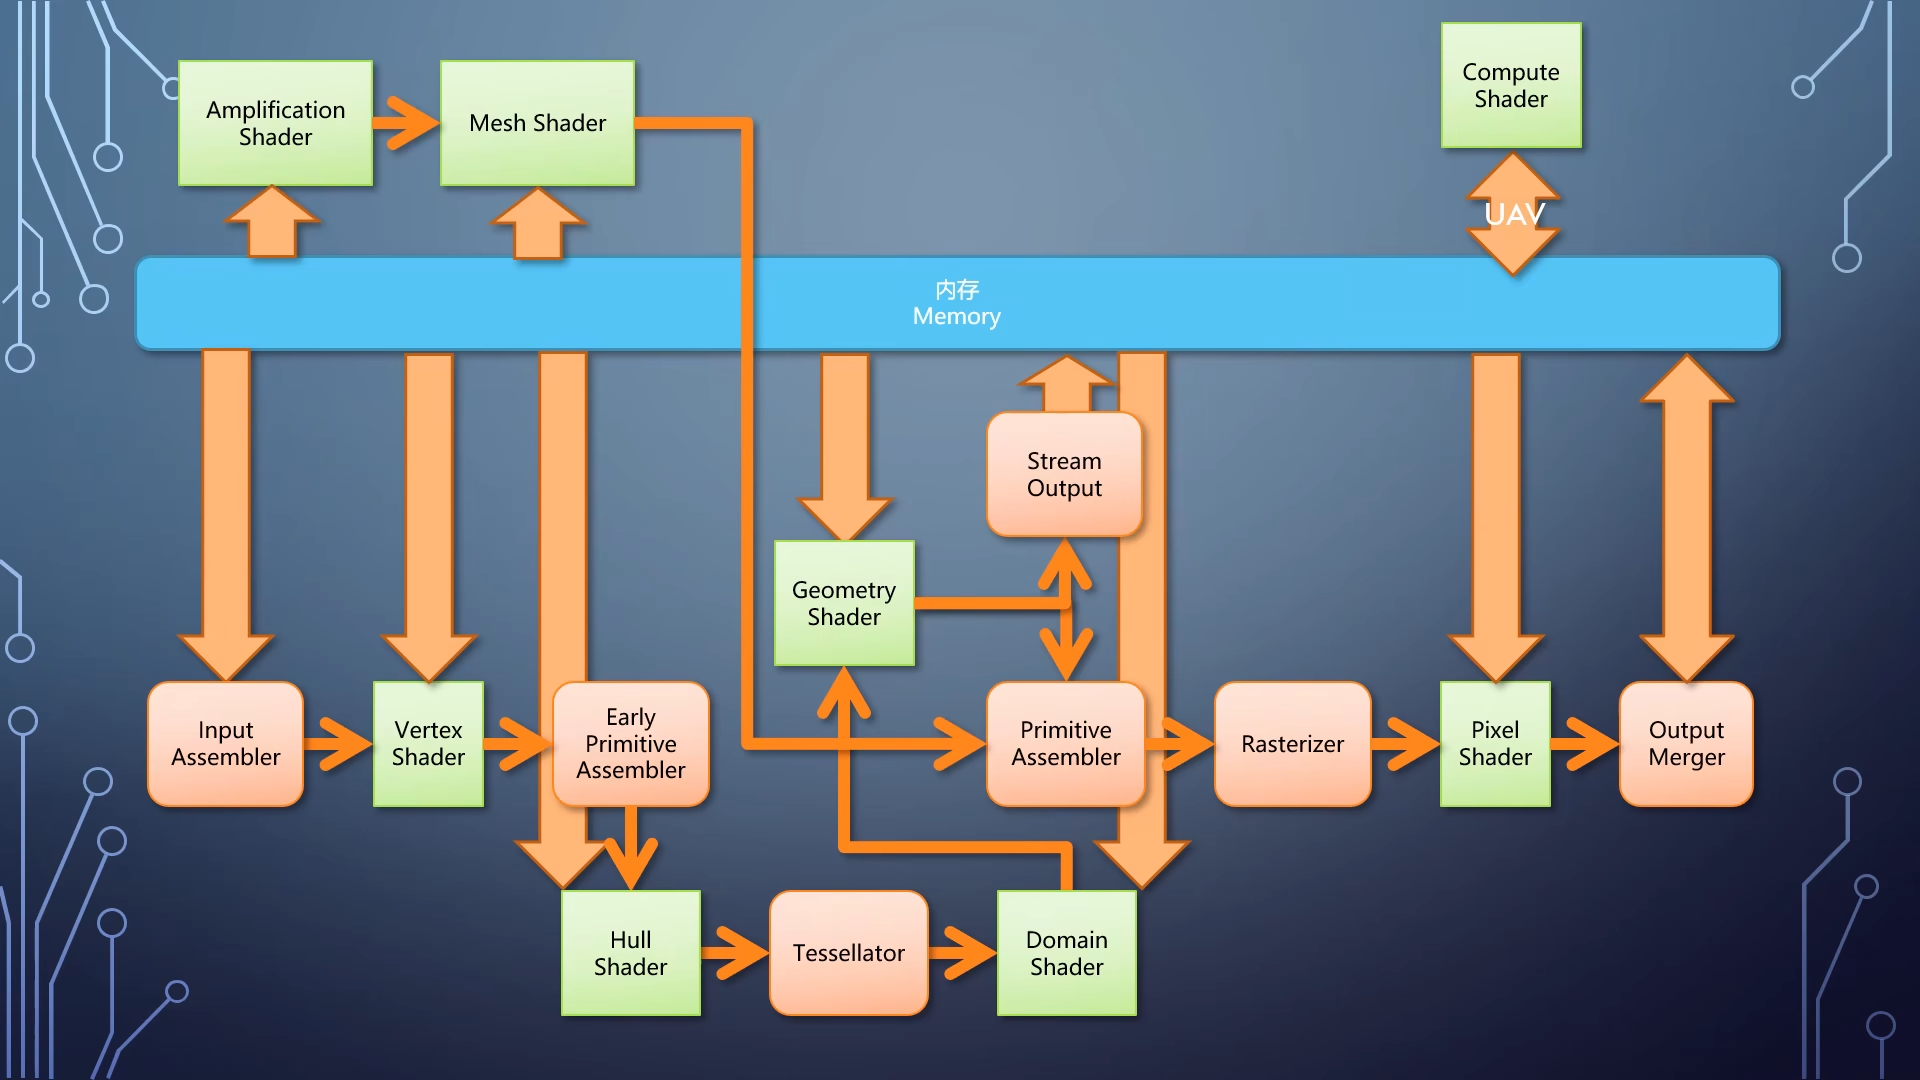 Amplification
Shader
Mesh Shader
Compute
Shader
UAV
内存
Memory
Stream
Output
Geometry
Shader
Input
Assembler
Vertex
Shader
Early
Primitive
Assembler
Primitive
Assembler
Rasterizer
Pixel
Shader
Output
Merger
Hull
Shader
Tessellator
Domain
Shader